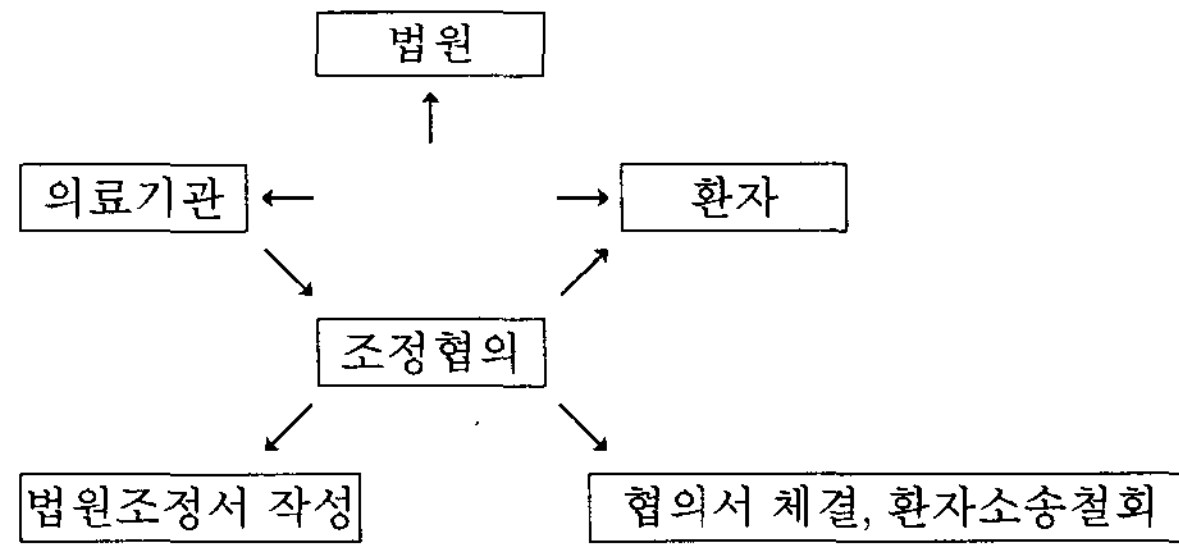 법원
의료기관
환자
조정협의
법원조정서 작성
협의서 체결, 환자소송철회